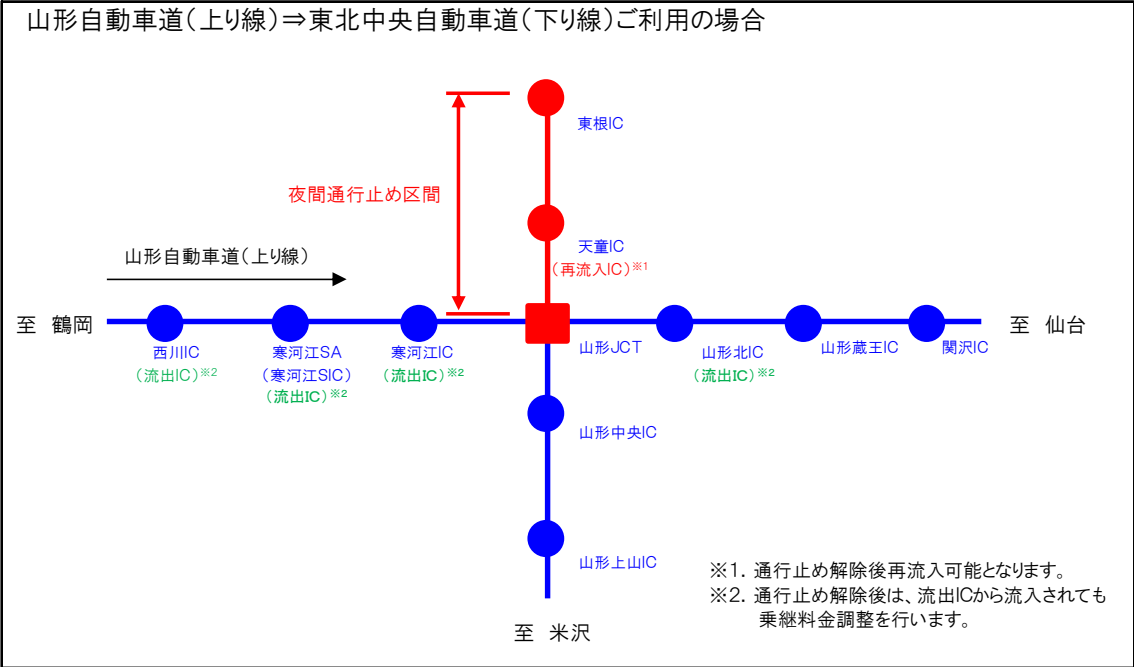 山形自動車道(上り線)⇒東北中央自動車道(下り線)ご利用の場合
東根IC
夜間通行止め区間
天童IC
(再流入IC)※1
山形自動車道(上り線)
至 鶴岡
至 仙台
西川IC
(流出IC)※2
寒河江SA
(寒河江SIC)
(流出IC)※2
寒河江IC
(流出IC)※2
山形JCT
山形北IC
(流出IC)※2
山形蔵王IC
関沢IC
山形中央IC
山形上山IC
至 米沢
※1. 通行止め解除後再流入可能となります。
※2. 通行止め解除後は、流出ICから流入されても
乗継料金調整を行います。